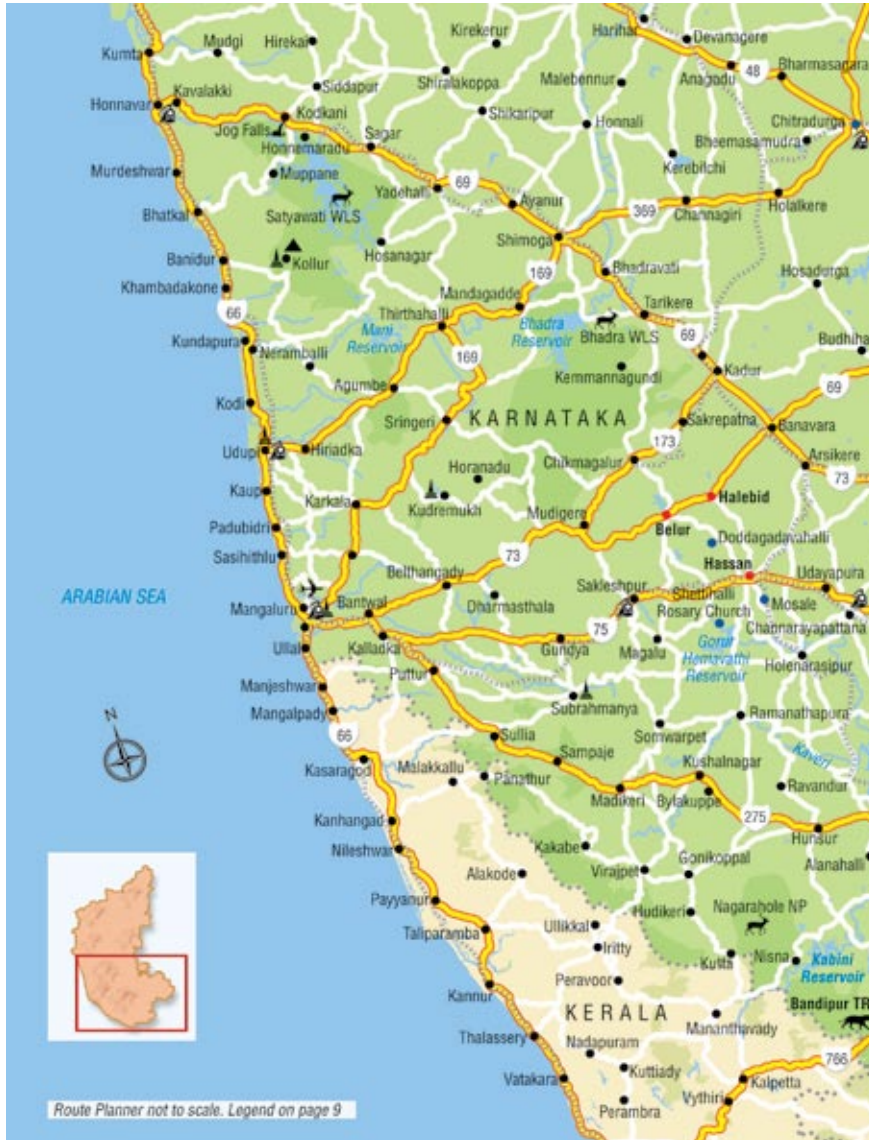 Kirekerur
Harihar
Mudgi
Hirekai
Devanagere
Kumta
48
Anagadu
Bharmasagara
Siddapur
Shiralakoppa
Malebennur
Kavalakki
Honnavar
Kodkani
Shikaripur
Honnali
Chitradurga
Jog Falls
Honnemaradu
Sagar
Bheemasamudra
Kerebilchi
Murdeshwar
Muppane
Yadehalli
69
Ayanur
369
Channagiri
Holalkere
Satyawati WLS
Bhatkal
Shimoga
Hosanagar
Banidur
Kollur
169
Bhadravati
Hosadurga
Khambadakone
Mandagadde
Tarikere
66
Thirthahalli
Mani
Reservoir
Bhadra
Reservoir
Bhadra WLS
69
Kundapura
Neramballi
169
Budhiha
Agumbe
Kemmannagundi
Kadur
69
Kodi
Sringeri
KARNATAKA
Sakrepatna
Banavara
173
Udupi
Hiriadka
Horanadu
Chikmagalur
Arsikere
73
Kaup
Karkala
Kudremukh
Halebid
Mudigere
Belur
Padubidri
Doddagadavahalli
Sasihithlu
73
Hassan
Belthangady
Udayapura
ARABIAN SEA
Sakleshpur
Shettihalli
Rosary Church
Mosale
Mangaluru
Bantwal
Dharmasthala
Channarayapattana
75
Gorur
Hemavathi
Reservoir
Ullal
Kalladka
Gundya
Magalu
Holenarasipur
Puttur
Manjeshwar
Subrahmanya
Mangalpady
Ramanathapura
N
66
Sullia
Somwarpet
Kaveri
Kasaragod
Malakkallu
Panathur
Sampaje
Kushalnagar
Madikeri
Bylakuppe
Ravandur
Kanhangad
275
Hunsur
Nileshwar
Kakabe
Alanahalli
Alakode
Virajpet
Gonikoppal
Payyanur
Hudikeri
Nagarahole NP
Taliparamba
Ullikkal
Iritty
Kutta
Nisna
Kabini
Reservoir
Kannur
Peravoor
Bandipur TR
KERALA
Mananthavady
Thalassery
Nadapuram
766
Kuttiady
Vatakara
Kalpetta
Perambra
Vythiri
Route Planner not to scale. Legend on page 9